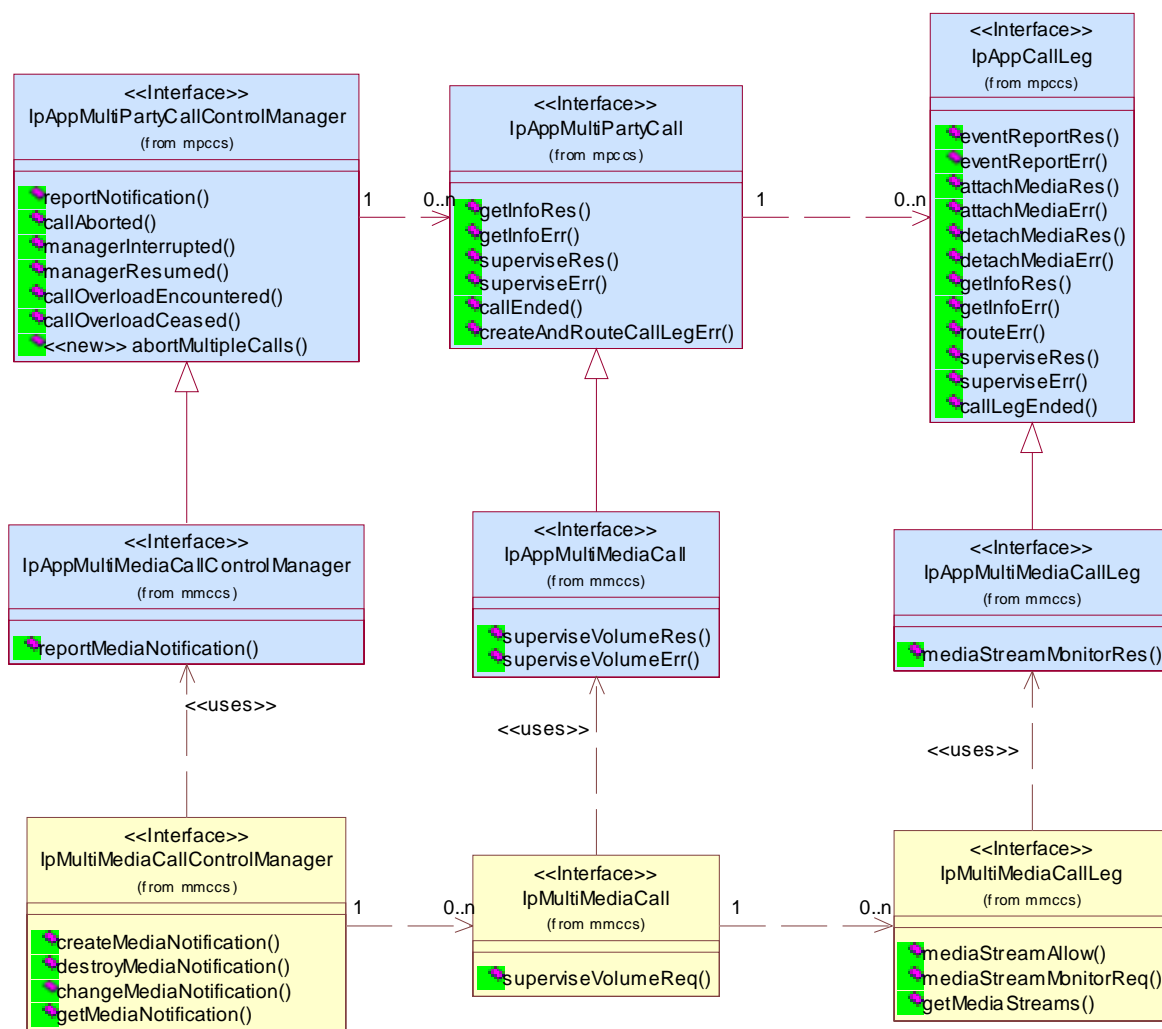 <<Interface>>
IpAppMultiPartyCallControlManager
(from mpccs)
reportNotification()
callAborted()
managerInterrupted()
managerResumed()
callOverloadEncountered()
callOverloadCeased()
<<new>> abortMultipleCalls()
1
0..n
<<Interface>>
IpAppMultiPartyCall
(from mpccs)
getInfoRes()
getInfoErr()
superviseRes()
superviseErr()
callEnded()
createAndRouteCallLegErr()
1
0..n
<<Interface>>
IpAppCallLeg
(from mpccs)
eventReportRes()
eventReportErr()
attachMediaRes()
attachMediaErr()
detachMediaRes()
detachMediaErr()
getInfoRes()
getInfoErr()
routeErr()
superviseRes()
superviseErr()
callLegEnded()
<<Interface>>
IpAppMultiMediaCallControlManager
(from mmccs)
reportMediaNotification()
<<Interface>>
IpAppMultiMediaCall
(from mmccs)
superviseVolumeRes()
superviseVolumeErr()
<<Interface>>
IpAppMultiMediaCallLeg
(from mmccs)
mediaStreamMonitorRes()
<<uses>>
<<uses>>
<<uses>>
<<Interface>>
IpMultiMediaCallControlManager
(from mmccs)
createMediaNotification()
destroyMediaNotification()
changeMediaNotification()
getMediaNotification()
1
0..n
<<Interface>>
IpMultiMediaCall
(from mmccs)
superviseVolumeReq()
1
0..n
<<Interface>>
IpMultiMediaCallLeg
(from mmccs)
mediaStreamAllow()
mediaStreamMonitorReq()
getMediaStreams()